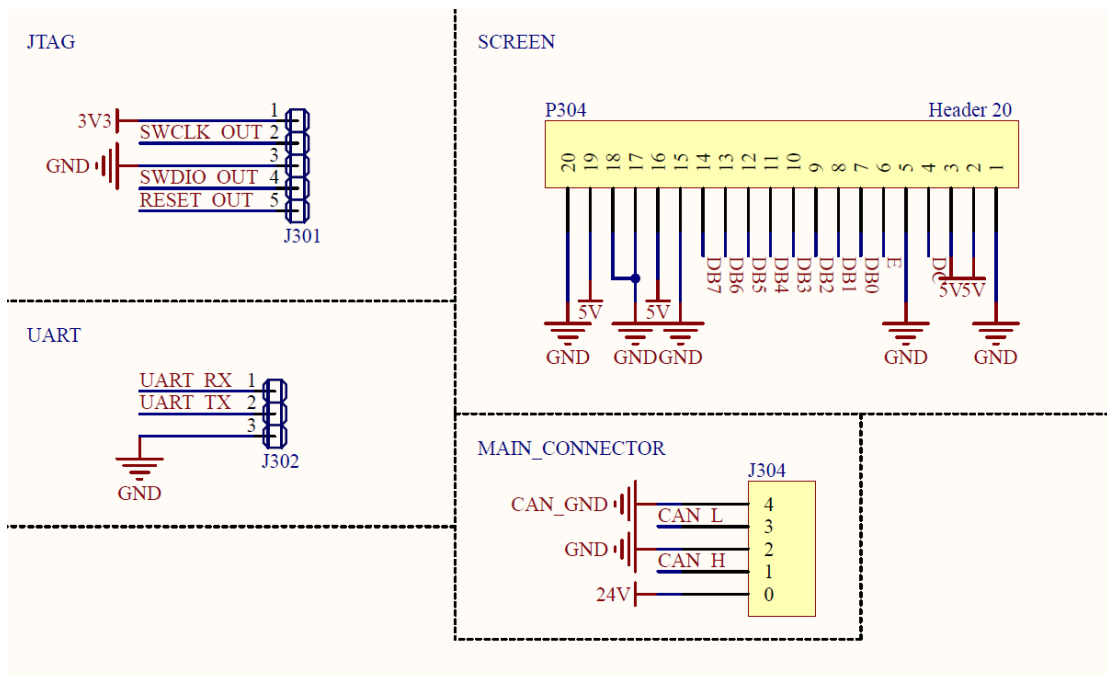 JTAG
3V3
1
SWCLK_OUT 2
GND
3
SWDIO_OUT 4
RESET_OUT 5
J301
UART
UART_RX 1
UART_TX 2
3
J302
GND
SCREEN
P304 Header 20
20 19 18 17 16 15 14 13 12 11 10 9 8 7 6 5 4 3 2 1
DB7 DB6 DB5 DB4 DB3 DB2 DB1 DB0 E DC 5V 5V
5V 5V
GND GND GND GND GND
MAIN_CONNECTOR
J304
CAN_GND 4
CAN_L 3
GND 2
CAN_H 1
24V 0